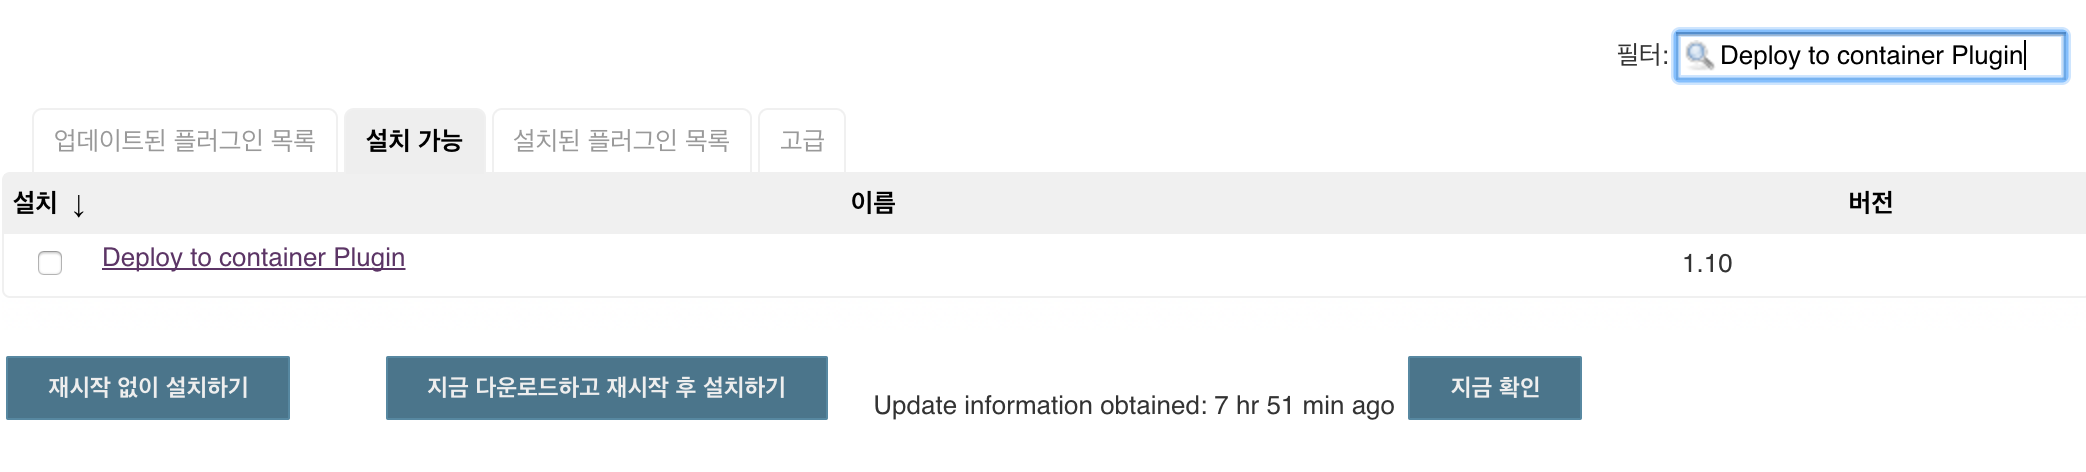 필터: Deploy to container Plugin
업데이트된 플러그인 목록 설치 가능 설치된 플러그인 목록 고급
설치 ↓ 이름 버전
Deploy to container Plugin 1.10
재시작 없이 설치하기 지금 다운로드하고 재시작 후 설치하기 Update information obtained: 7 hr 51 min ago 지금 확인